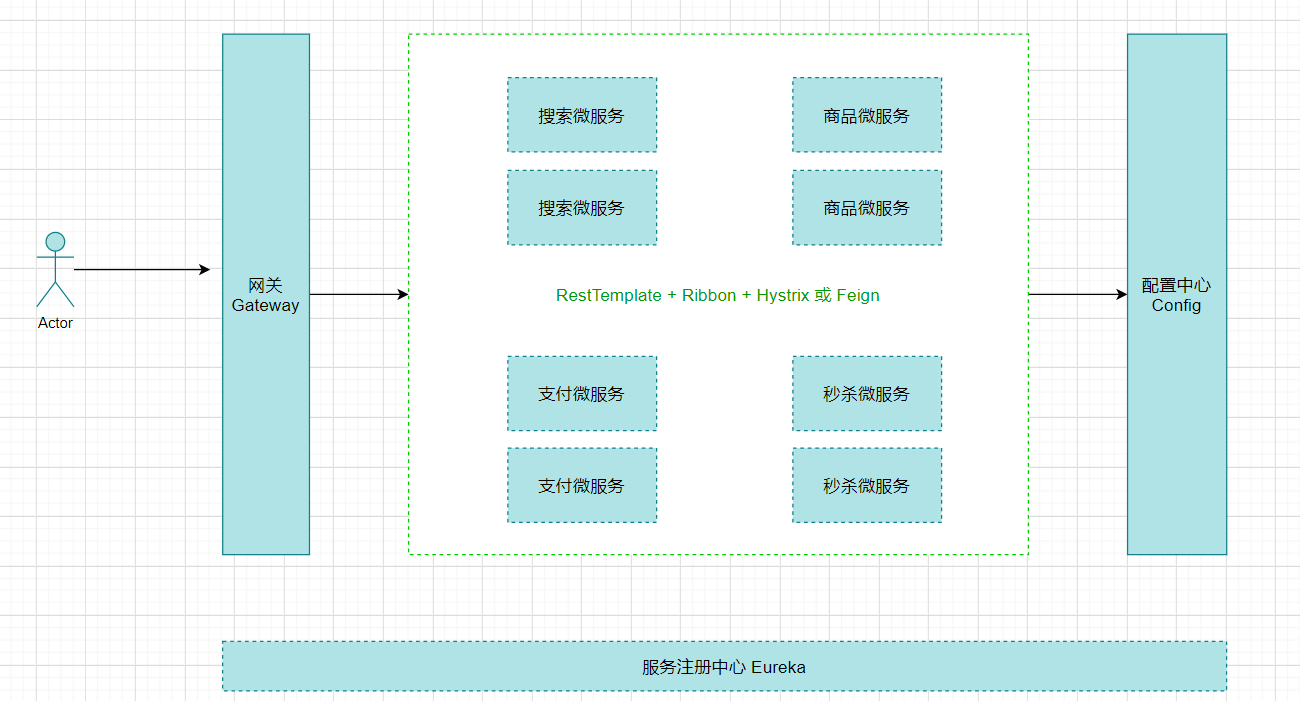 搜索微服务
商品微服务
搜索微服务
商品微服务
Actor
网关
Gateway
RestTemplate + Ribbon + Hystrix 或 Feign
配置中心
Config
支付微服务
秒杀微服务
支付微服务
秒杀微服务
服务注册中心 Eureka